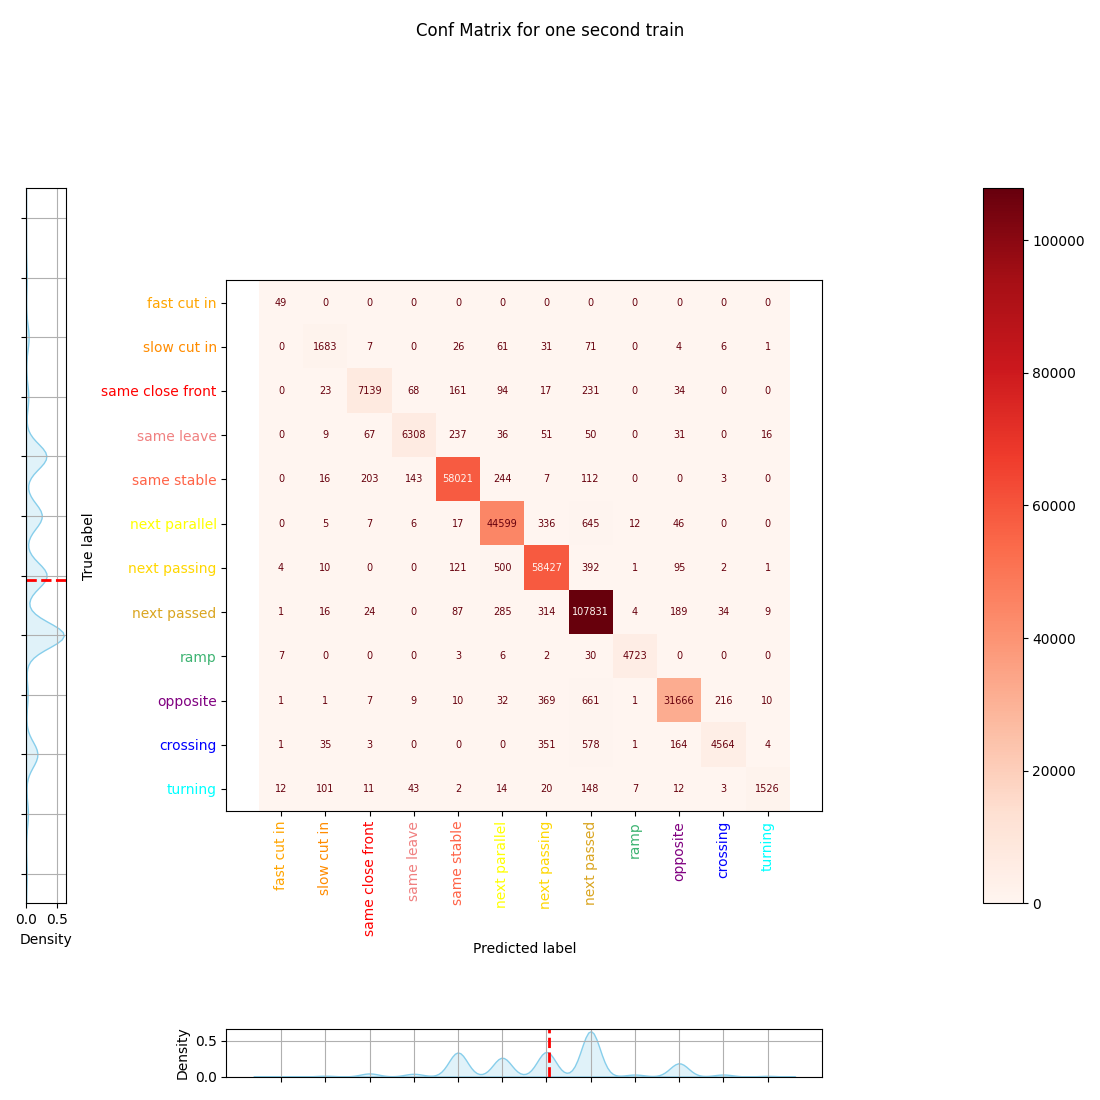 Conf Matrix for one second train
fast cut in 49 0 0 0 0 0 0 0 0 0 0 0
slow cut in 0 1683 7 0 26 61 31 71 0 4 6 1
same close front 0 23 7139 68 161 94 17 231 0 34 0 0
same leave 0 9 67 6308 237 36 51 50 0 31 0 16
same stable 0 16 203 143 58021 244 7 112 0 0 3 0
next parallel 0 5 7 6 17 44599 336 645 12 46 0 0
next passing 4 10 0 0 121 500 58427 392 1 95 2 1
next passed 1 16 24 0 87 285 314 107831 4 189 34 9
ramp 7 0 0 0 3 6 2 30 4723 0 0 0
opposite 1 1 7 9 10 32 369 661 1 31666 216 10
crossing 1 35 3 0 0 0 351 578 1 164 4564 4
turning 12 101 11 43 2 14 20 148 7 12 3 1526
True label
fast cut in
slow cut in
same close front
same leave
same stable
next parallel
next passing
next passed
ramp
opposite
crossing
turning
Predicted label
0.0 0.5
Density
100000
80000
60000
40000
20000
0
Density
0.5
0.0